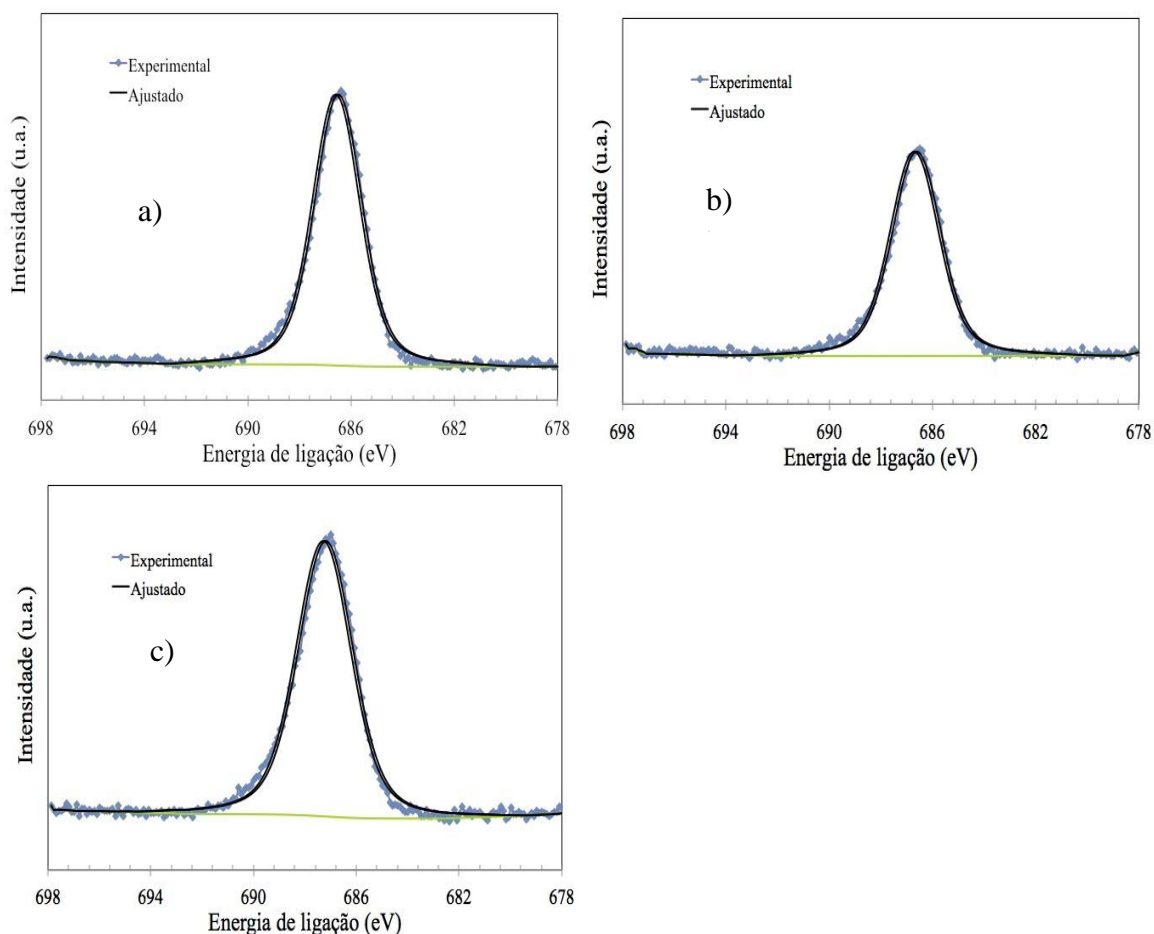 Experimental
Ajustado
a)
Intensidade (u.a.)
698 694 690 686 682 678
Energia de ligação (eV)
Experimental
Ajustado
b)
Intensidade (u.a.)
698 694 690 686 682 678
Energia de ligação (eV)
Experimental
Ajustado
c)
Intensidade (u.a.)
698 694 690 686 682 678
Energia de ligação (eV)